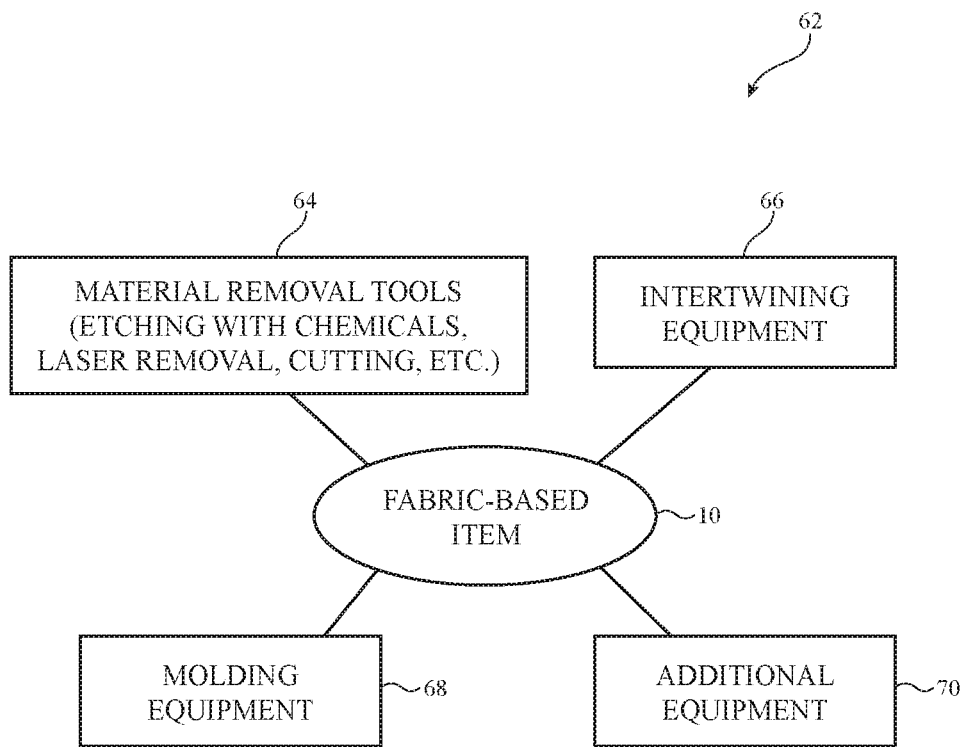 62
64
66
MATERIAL REMOVAL TOOLS
(ETCHING WITH CHEMICALS,
LASER REMOVAL, CUTTING, ETC.)
INTERTWINING
EQUIPMENT
FABRIC-BASED
ITEM
10
MOLDING
EQUIPMENT
68
ADDITIONAL
EQUIPMENT
70